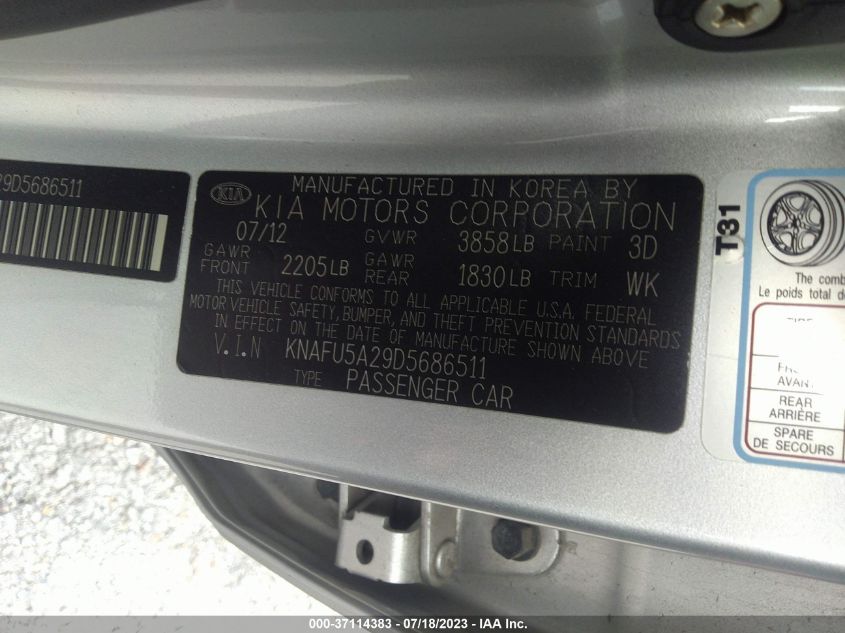 29D5686511
KIA
MANUFACTURED IN KOREA BY
KIA MOTORS CORPORATION
07/12 GVWR 3858LB PAINT 3D
GAWR FRONT 2205LB GAWR REAR 1830LB TRIM WK
THIS VEHICLE CONFORMS TO ALL APPLICABLE U.S.A. FEDERAL
MOTOR VEHICLE SAFETY, BUMPER, AND THEFT PREVENTION STANDARDS
IN EFFECT ON THE DATE OF MANUFACTURE SHOWN ABOVE
V.I.N KNAFU5A29D5686511
TYPE PASSENGER CAR
T31
The comb
Le poids total d
AVAN
REAR
ARRIÈRE
SPARE
DE SECOURS
000-37114383 - 07/18/2023 - IAA Inc.